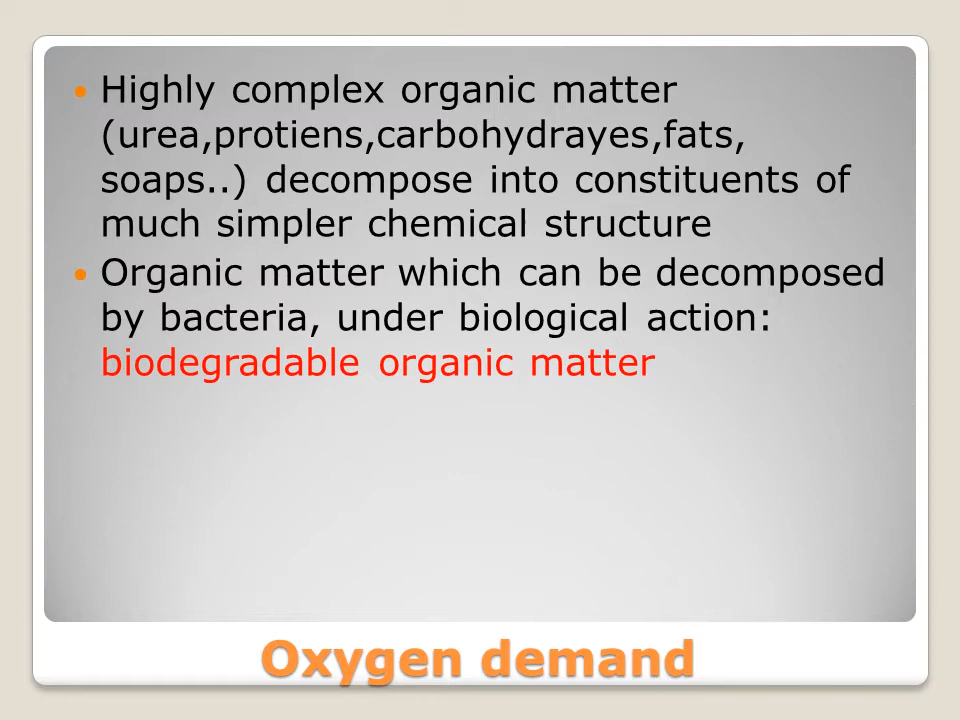 • Highly complex organic matter
(urea,protiens,carbohydrayes,fats,
soaps..) decompose into constituents of
much simpler chemical structure
• Organic matter which can be decomposed
by bacteria, under biological action:
biodegradable organic matter
Oxygen demand